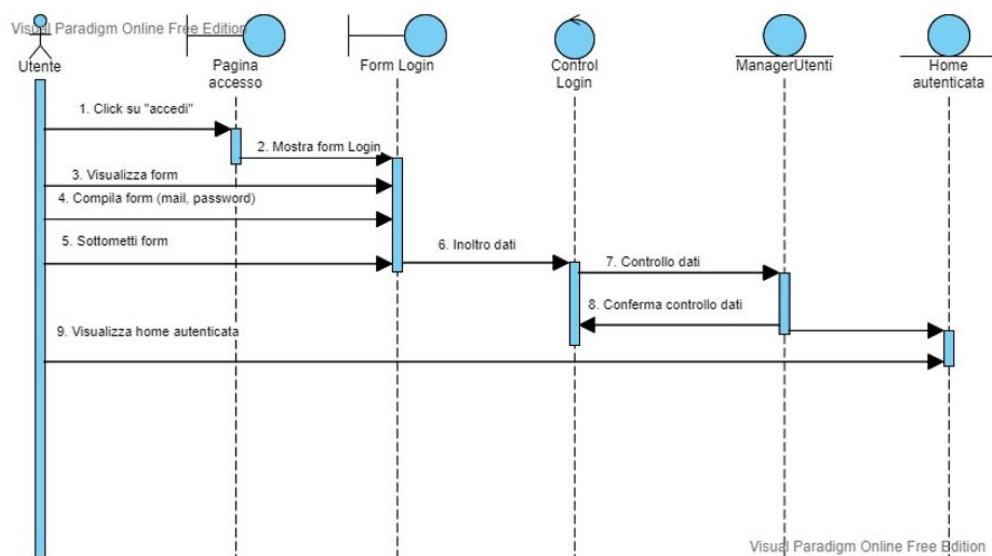 Visual Paradigm Online Free Edition
Utente
Pagina
accesso
Form Login
Control
Login
ManagerUtenti
Home
autenticata
1. Click su "accedi"
2. Mostra form Login
3. Visualizza form
4. Compila form (mail, password)
5. Sottometti form
6. Inoltro dati
7. Controllo dati
8. Conferma controllo dati
9. Visualizza home autenticata
Visual Paradigm Online Free Edition